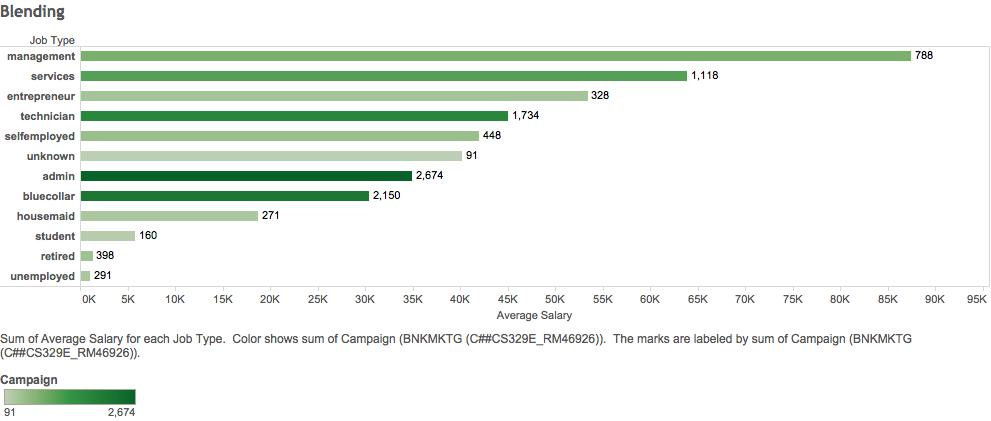 Blending
Job Type
management 788
services 1,118
entrepreneur 328
technician 1,734
selfemployed 448
unknown 91
admin 2,674
bluecollar 2,150
housemaid 271
student 160
retired 398
unemployed 291
0K 5K 10K 15K 20K 25K 30K 35K 40K 45K 50K 55K 60K 65K 70K 75K 80K 85K 90K 95K
Average Salary
Sum of Average Salary for each Job Type.  Color shows sum of Campaign (BNKMKTG (C##CS329E_RM46926)).  The marks are labeled by sum of Campaign (BNKMKTG
(C##CS329E_RM46926)).
Campaign
91 2,674